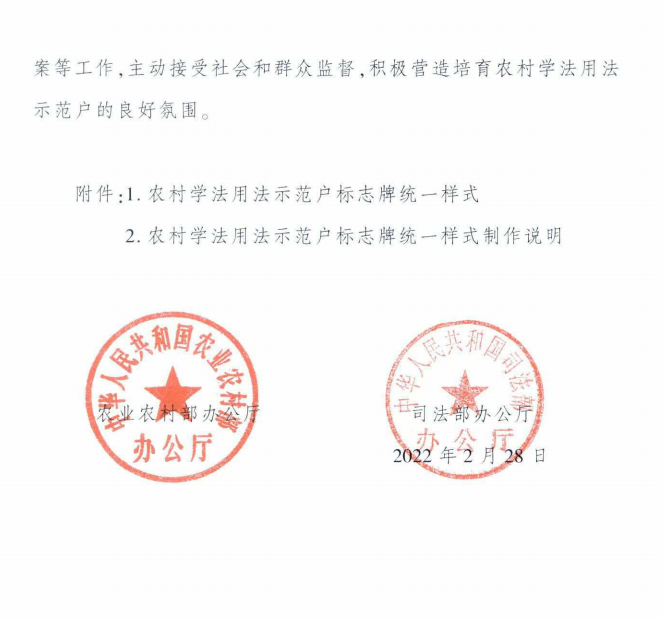 案等工作,主动接受社会和群众监督,积极营造培育农村学法用法
示范户的良好氛围。
附件:1. 农村学法用法示范户标志牌统一样式
2. 农村学法用法示范户标志牌统一样式制作说明
中华人民共和国农业农村部
农业农村部办公厅
办公厅
中华人民共和国司法部
司法部办公厅
办公厅
2022 年 2 月 28 日